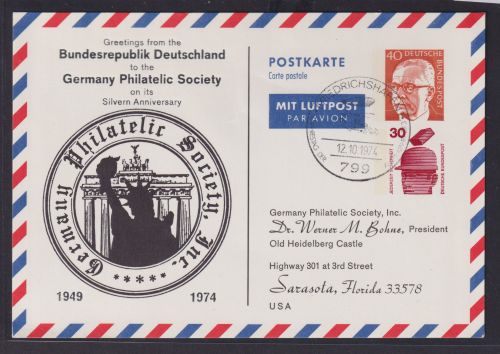 Greetings from the
Bundesrepublik Deutschland
to the
Germany Philatelic Society
on its
Silvern Anniversary
Germany Philatelic Society, Inc.
1949 1974
POSTKARTE
Carte postale
MIT LUFTPOST
PAR AVION
40 DEUTSCHE
BUNDESPOST
30
DEUTSCHE BUNDESPOST
12.10.1974
799
Germany Philatelic Society, Inc.
Dr. Werner M. Bohne, President
Old Heidelberg Castle
Highway 301 at 3rd Street
Sarasota, Florida 33578
USA